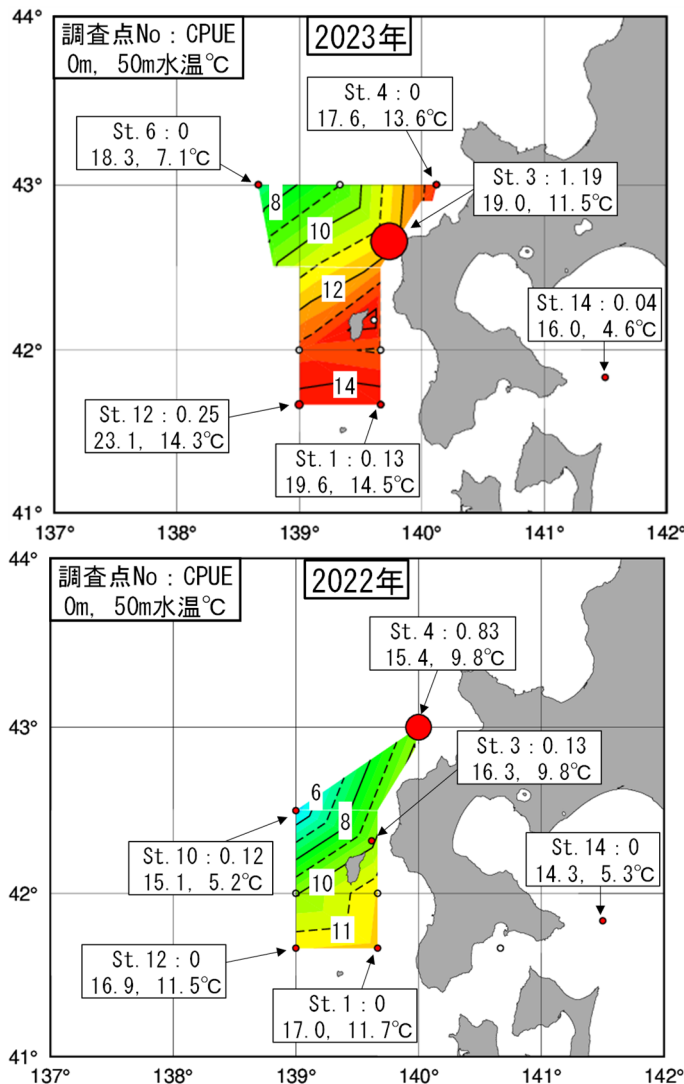 44°
調査点No：CPUE
0m, 50m水温℃
2023年
St. 4：0
17.6, 13.6℃
St. 6：0
18.3, 7.1℃
43°
St. 3：1.19
19.0, 11.5℃
8
10
12
St. 14：0.04
16.0, 4.6℃
42°
14
St. 12：0.25
23.1, 14.3℃
St. 1：0.13
19.6, 14.5℃
41°
137° 138° 139° 140° 141° 142°
44°
調査点No：CPUE
0m, 50m水温℃
2022年
St. 4：0.83
15.4, 9.8℃
43°
St. 3：0.13
16.3, 9.8℃
6
8
St. 10：0.12
15.1, 5.2℃
St. 14：0
14.3, 5.3℃
42°
10
11
St. 12：0
16.9, 11.5℃
St. 1：0
17.0, 11.7℃
41°
137° 138° 139° 140° 141° 142°